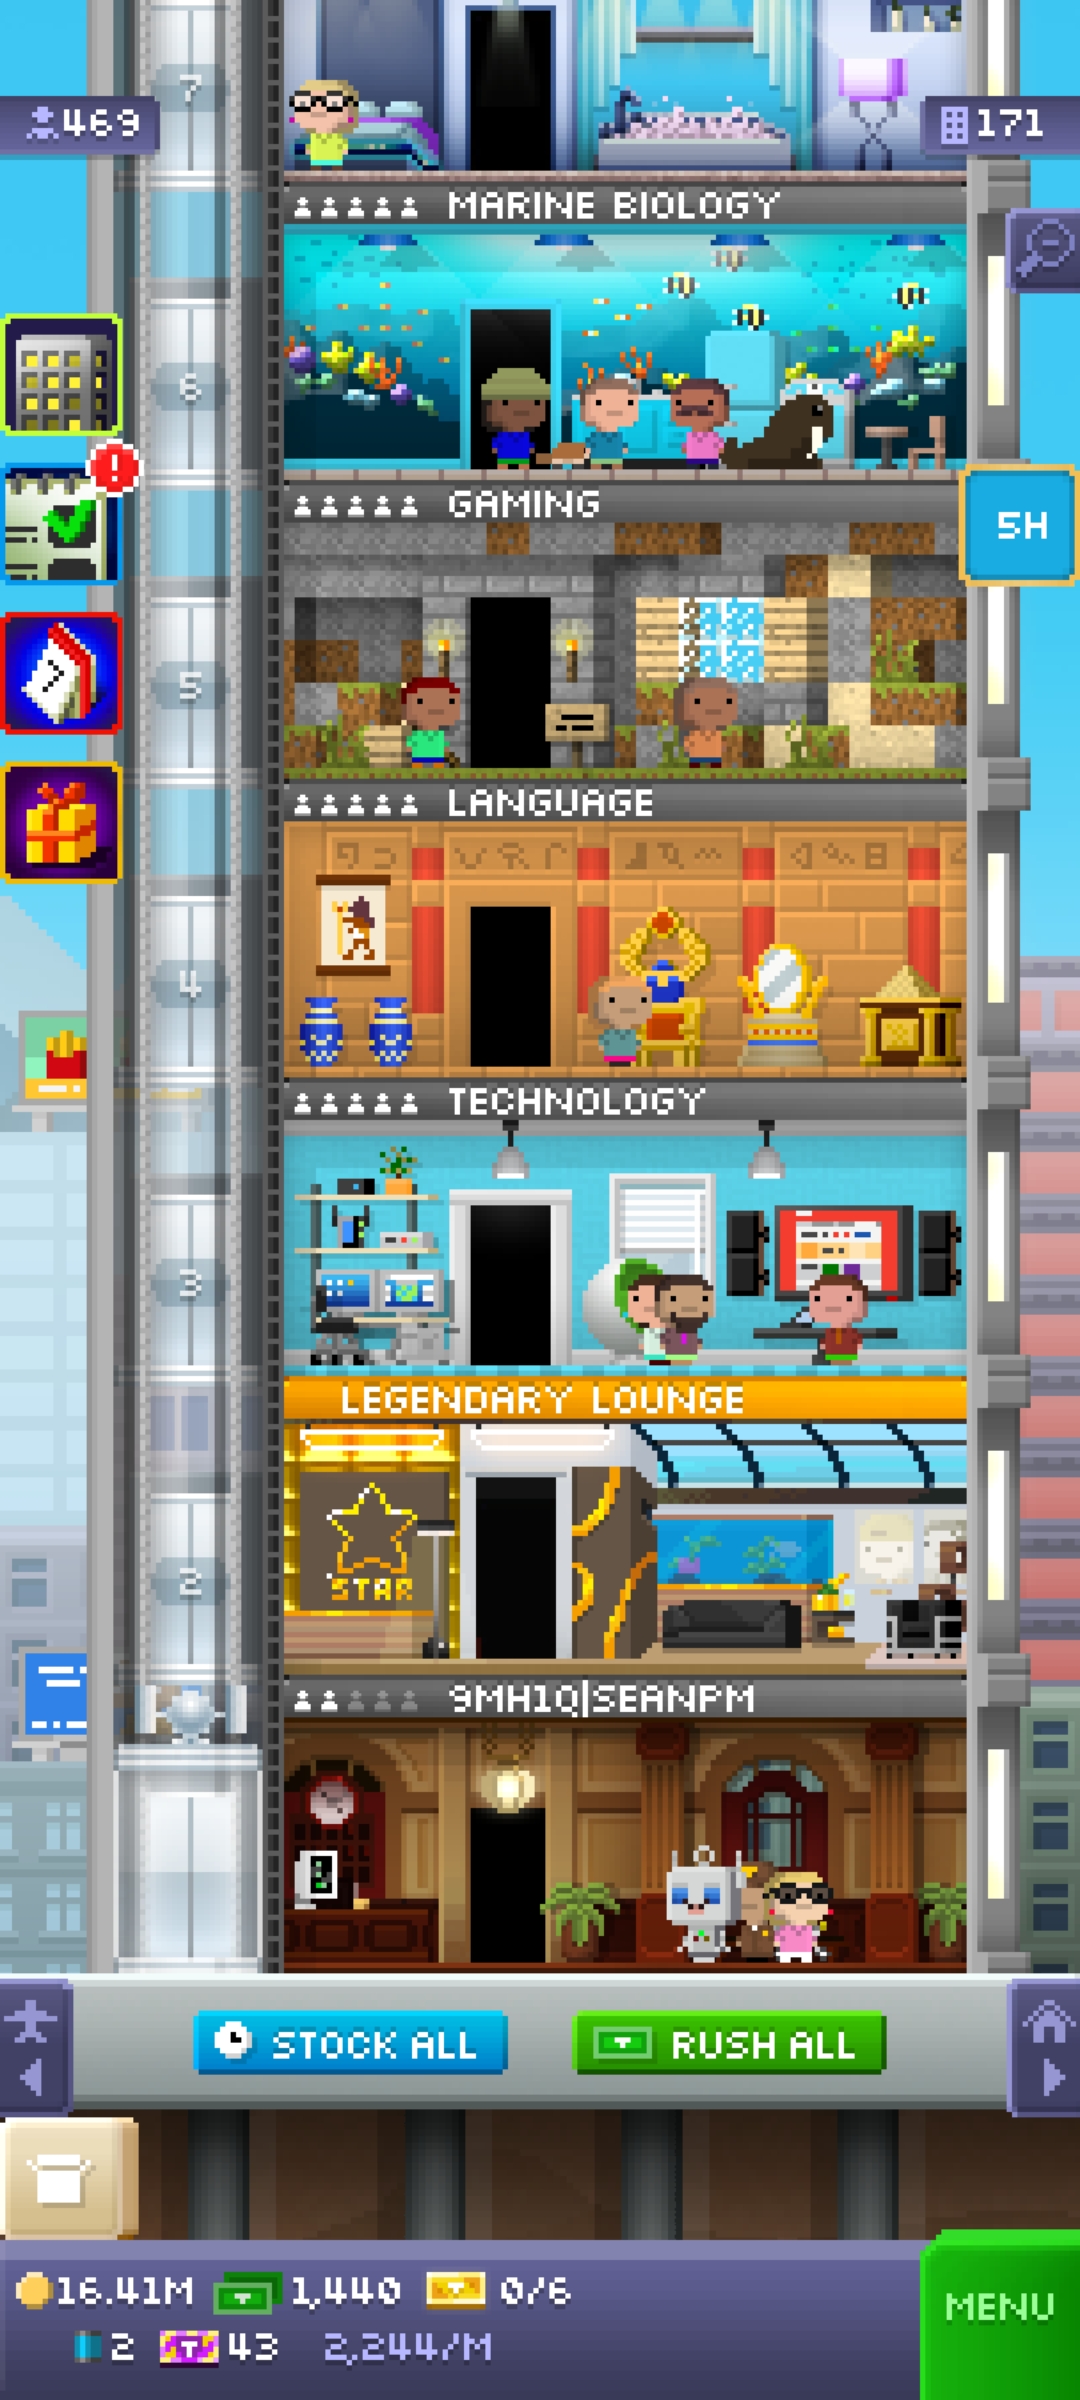 7
469
171
MARINE BIOLOGY
6
GAMING
5H
5
LANGUAGE
4
TECHNOLOGY
3
LEGENDARY LOUNGE
STAR
2
9MH1Q|SEANPM
STOCK ALL
RUSH ALL
16.41M 1,440 0/6
2 43 2,244/M
MENU